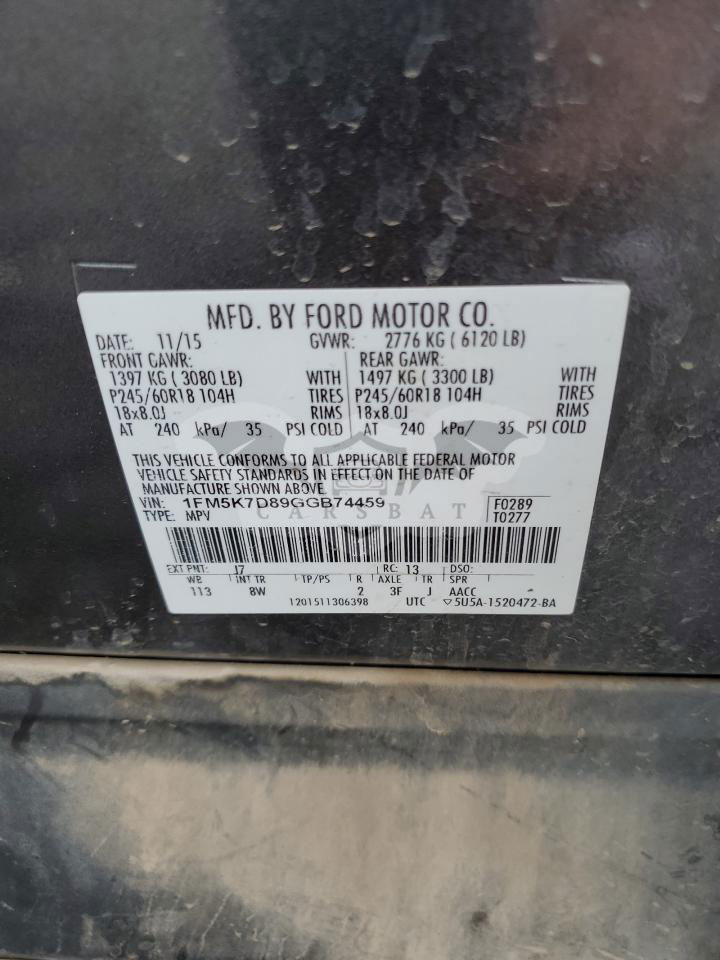 MFD. BY FORD MOTOR CO.
DATE: 11/15 GVWR: 2776 KG ( 6120 LB)
FRONT GAWR: REAR GAWR:
1397 KG ( 3080 LB) WITH 1497 KG ( 3300 LB) WITH
P245/60R18 104H TIRES P245/60R18 104H TIRES
18x8.0J RIMS 18x8.0J RIMS
AT 240 kPa/ 35 PSI COLD AT 240 kPa/ 35 PSI COLD
THIS VEHICLE CONFORMS TO ALL APPLICABLE FEDERAL MOTOR
VEHICLE SAFETY STANDARDS IN EFFECT ON THE DATE OF
MANUFACTURE SHOWN ABOVE.
VIN: 1FM5K7D89GGB74459 F0289
TYPE: MPV T0277
CARSBAT
EXT PNT: J7 RC: 13 DSO:
WB INT TR TP/PS R AXLE TR SPR
113 8W 2 3F J AACC
1201511306398 UTC ▽5U5A-1520472-BA